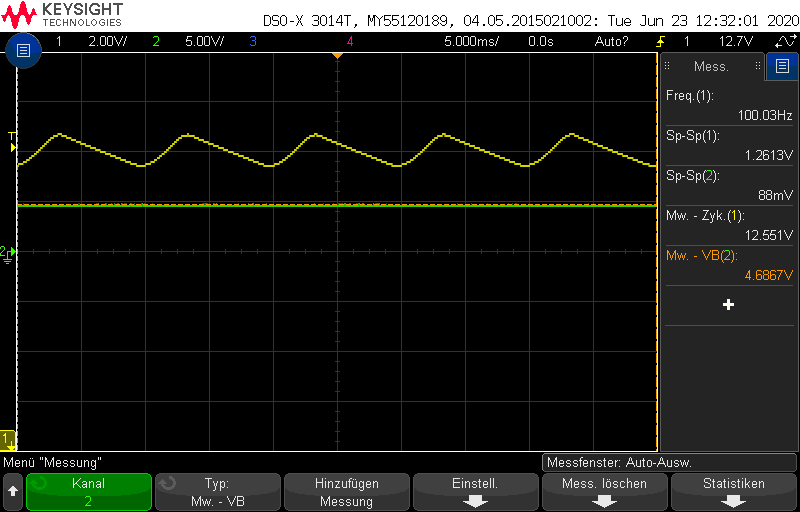 KEYSIGHT
TECHNOLOGIES
DSO-X 3014T, MY55120189, 04.05.2015021002: Tue Jun 23 12:32:01 2020
1 2.00V/ 2 5.00V/ 3 4 5.000ms/ 0.0s Auto? 1 12.7V
Mess.
Freq.(1):
100.03Hz
Sp-Sp(1):
1.2613V
Sp-Sp(2):
88mV
Mw. - Zyk.(1):
12.551V
Mw. - VB(2):
4.6867V
T
2
1
Menü "Messung"
Messfenster: Auto-Ausw.
Kanal
2
Typ:
Mw. - VB
Hinzufügen
Messung
Einstell.
Mess. löschen
Statistiken